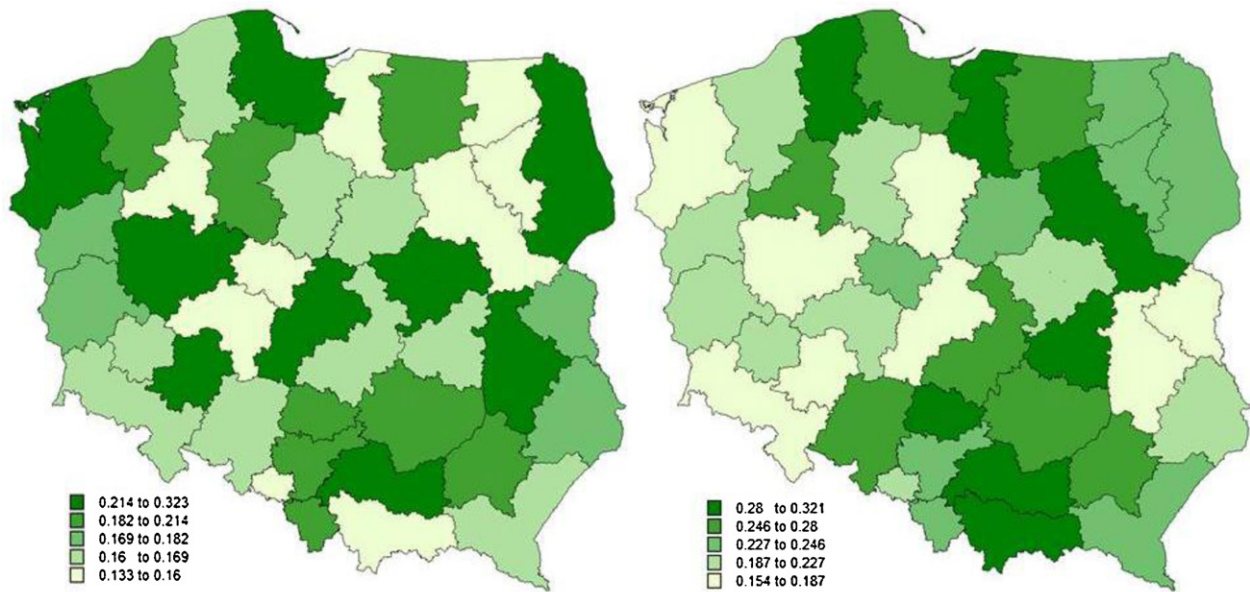 0.214 to 0.323
0.182 to 0.214
0.169 to 0.182
0.16 to 0.169
0.133 to 0.16
0.28 to 0.321
0.246 to 0.28
0.227 to 0.246
0.187 to 0.227
0.154 to 0.187